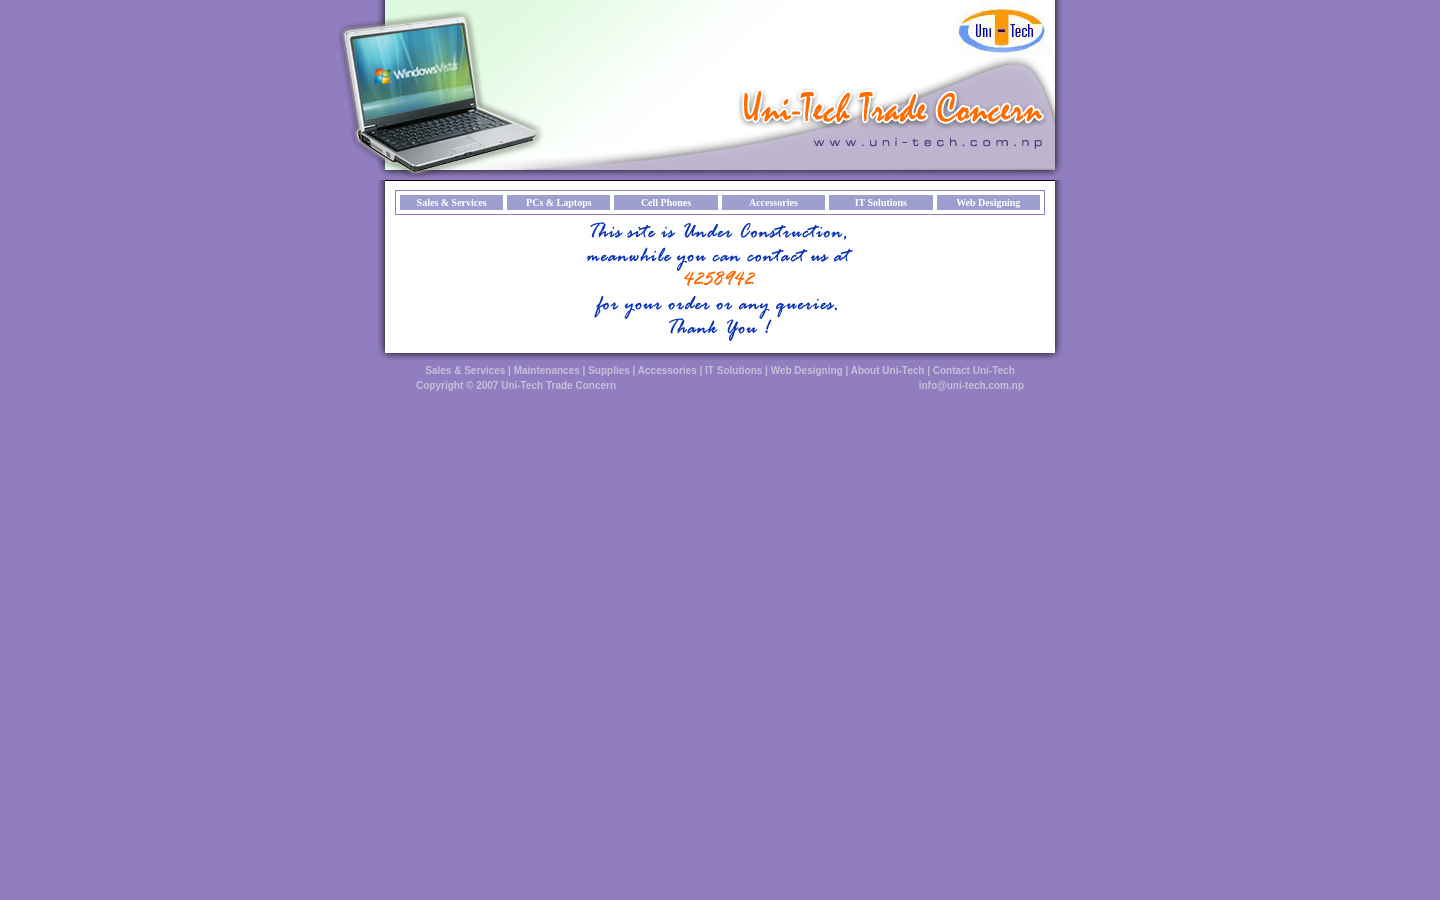 Uni - Tech
WindowsVista
Uni-Tech Trade Concern
www.uni-tech.com.np
Sales & Services PCs & Laptops Cell Phones Accessories IT Solutions Web Designing
This site is Under Construction,
meanwhile you can contact us at
4258942
for your order or any queries.
Thank You !
Sales & Services | Maintenances | Supplies | Accessories | IT Solutions | Web Designing | About Uni-Tech | Contact Uni-Tech
Copyright © 2007 Uni-Tech Trade Concern info@uni-tech.com.np